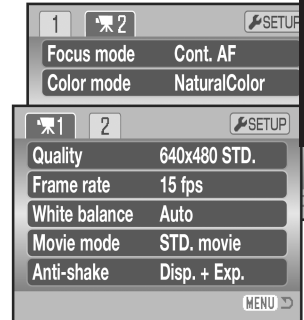 1 2 SETUP
Focus mode Cont. AF
Color mode NaturalColor
1 2 SETUP
Quality 640x480 STD.
Frame rate 15 fps
White balance Auto
Movie mode STD. movie
Anti-shake Disp. + Exp.
MENU